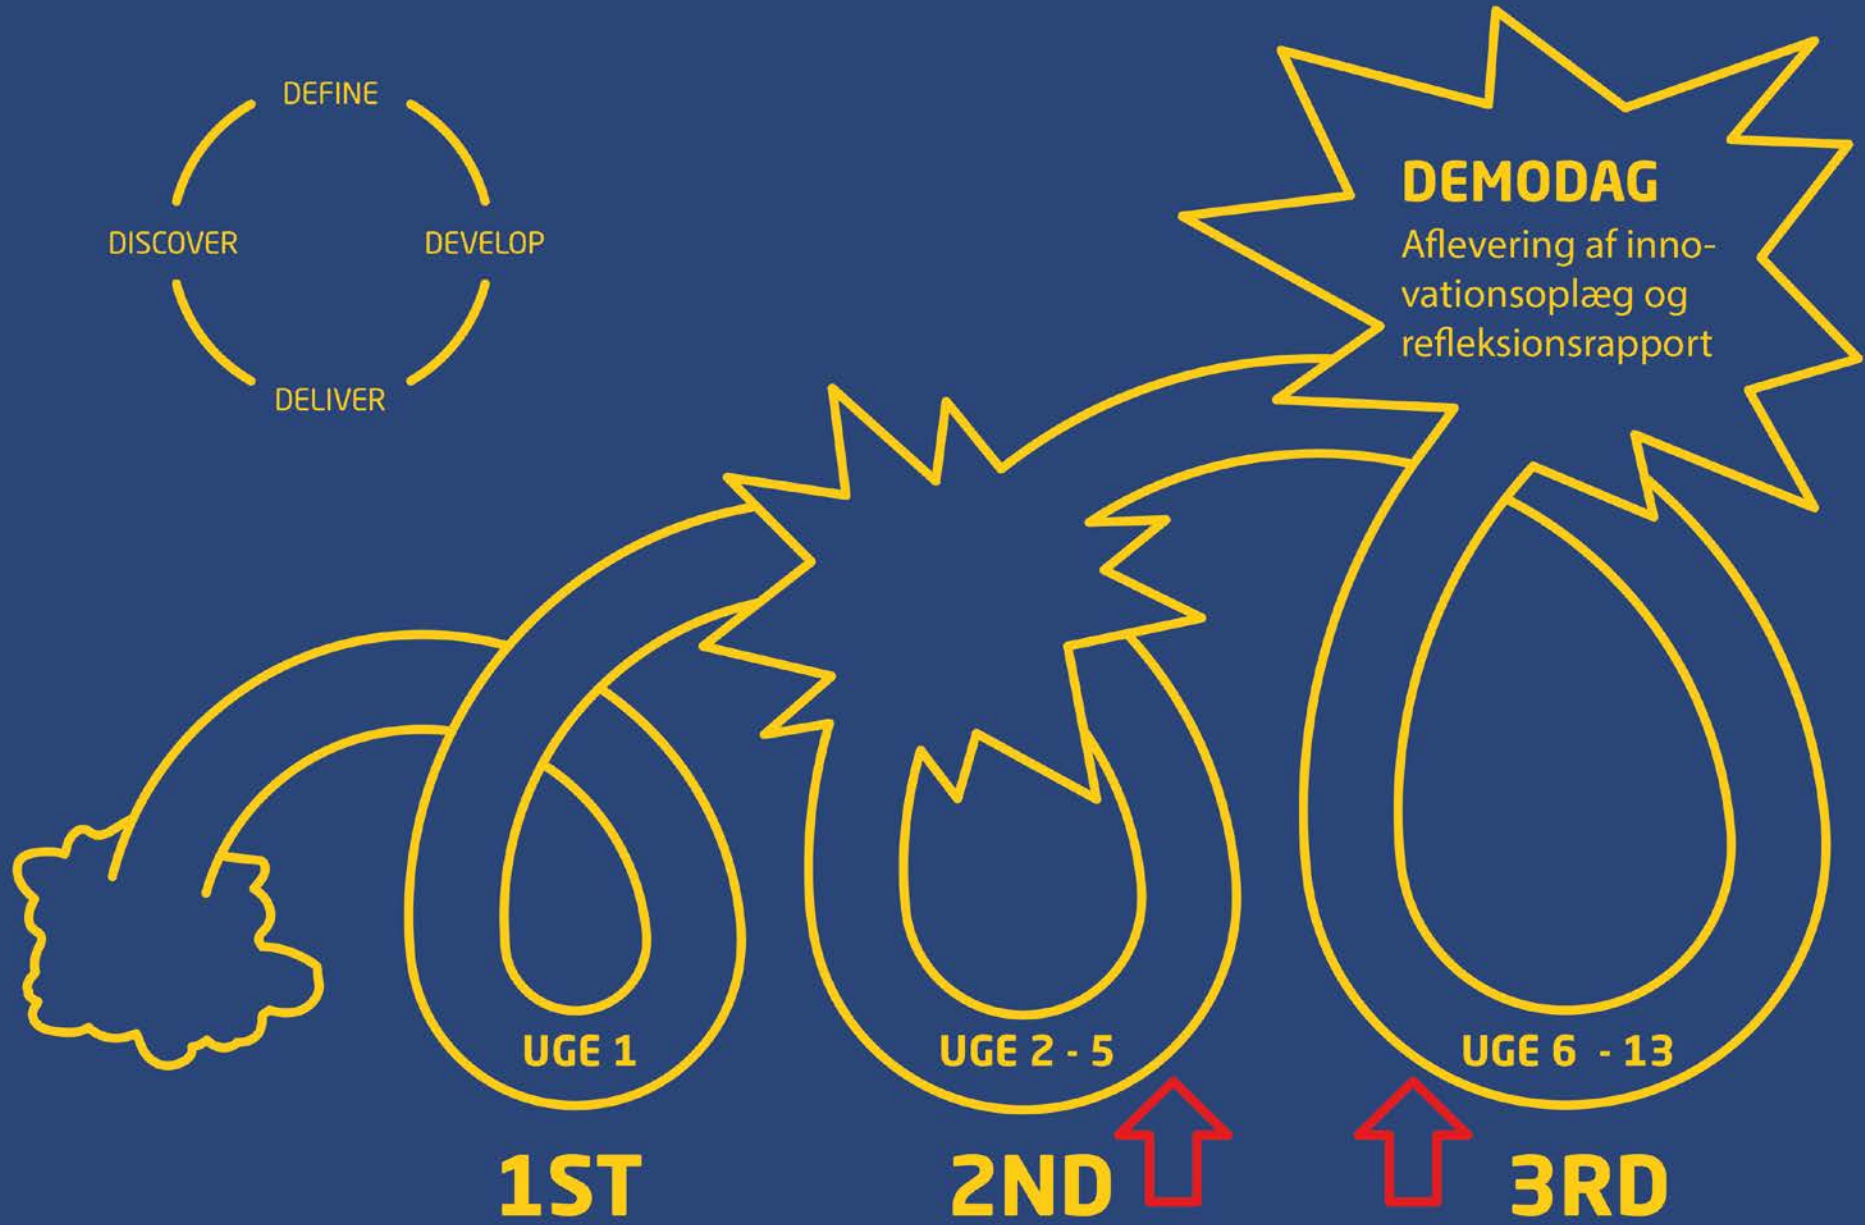 DEFINE
DISCOVER
DEVELOP
DELIVER
DEMODAG
Aflevering af inno-
vationsoplæg og
refleksionsrapport
UGE 1
UGE 2 - 5
UGE 6 - 13
1ST
2ND
3RD